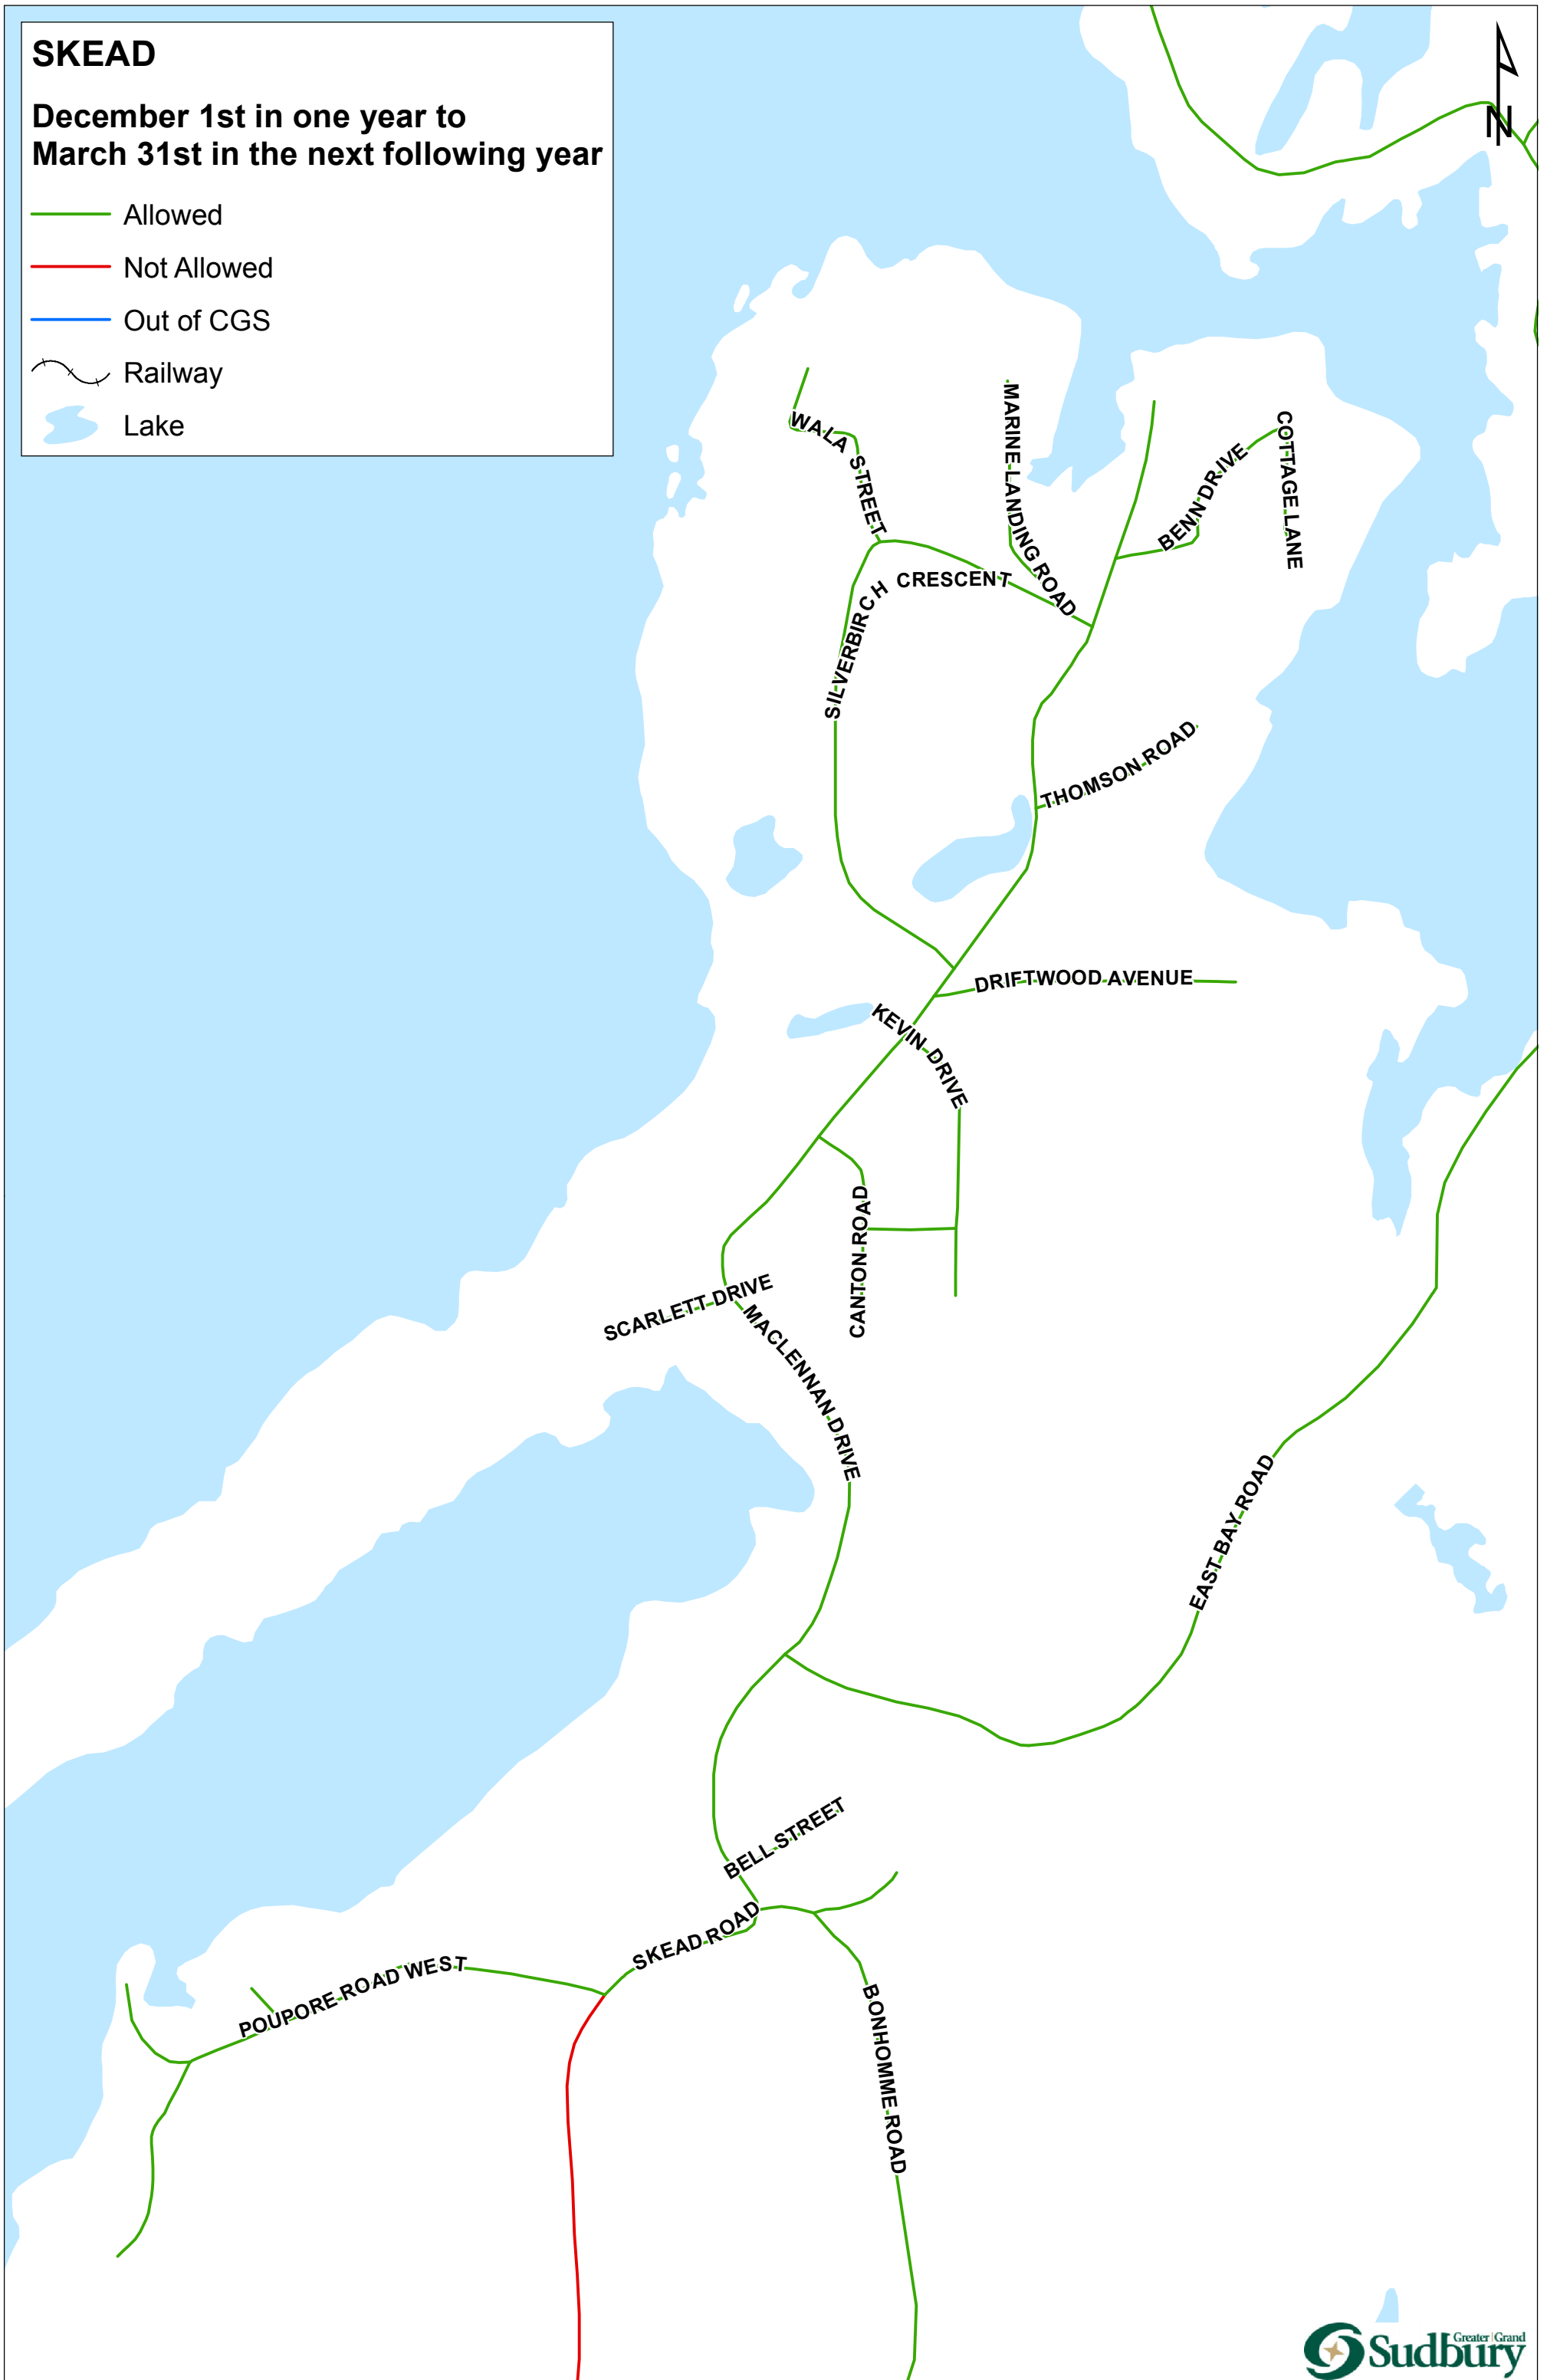 SKEAD
December 1st in one year to
March 31st in the next following year
Allowed
Not Allowed
Out of CGS
Railway
Lake
N
WALA STREET
MARINE LANDING ROAD
BENN DRIVE
COTTAGE LANE
SILVERBIRCH CRESCENT
THOMSON ROAD
DRIFTWOOD AVENUE
KEVIN DRIVE
CANTON ROAD
SCARLETT DRIVE
MACLENNAN DRIVE
EAST BAY ROAD
BELL STREET
SKEAD ROAD
POUPORE ROAD WEST
BONHOMME ROAD
Greater | Grand
Sudbury